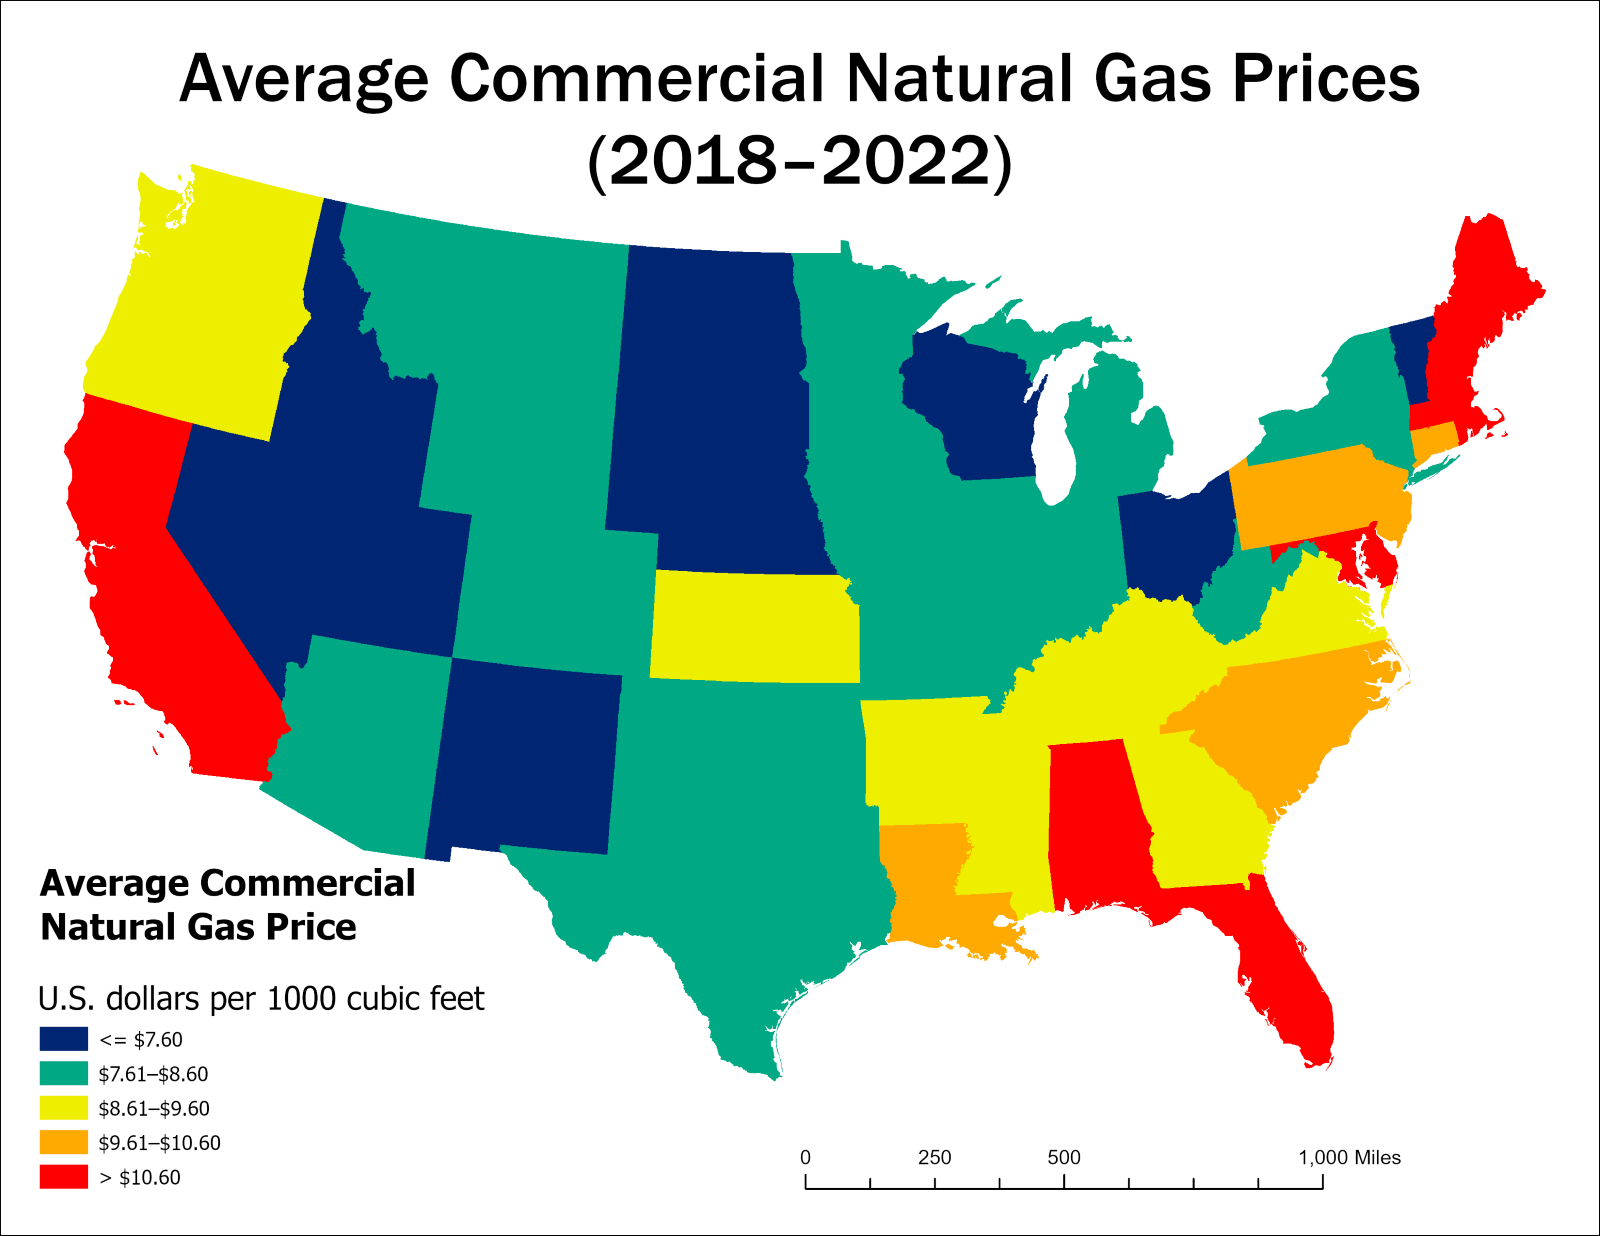 Average Commercial Natural Gas Prices
(2018–2022)
Average Commercial
Natural Gas Price
U.S. dollars per 1000 cubic feet
<= $7.60
$7.61–$8.60
$8.61–$9.60
$9.61–$10.60
> $10.60
0 250 500 1,000 Miles